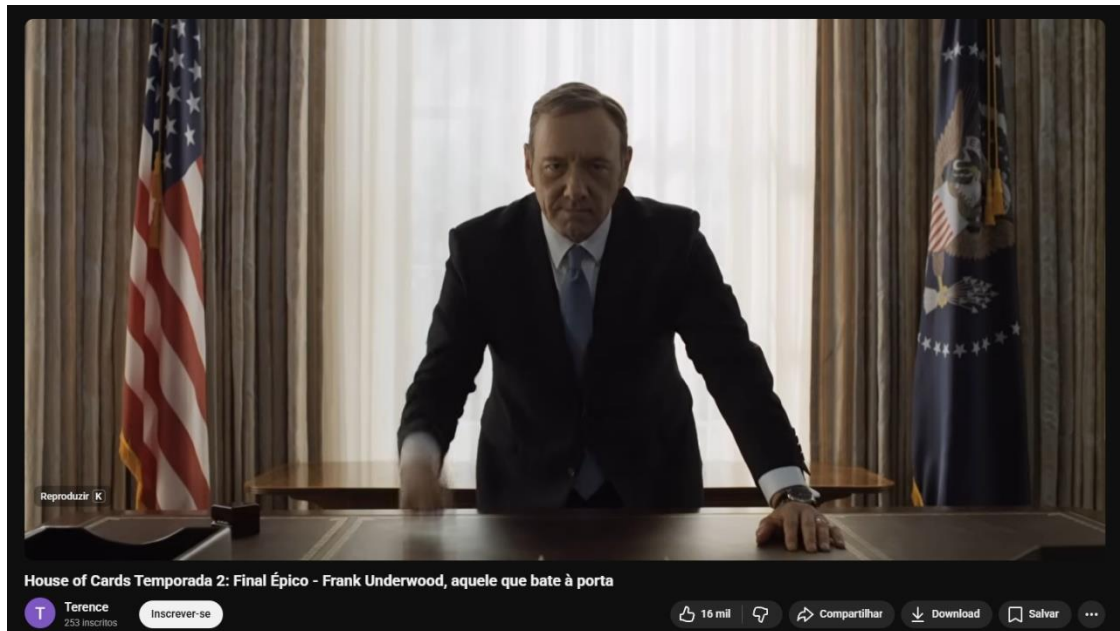 Reproduzir K
House of Cards Temporada 2: Final Épico - Frank Underwood, aquele que bate à porta
T
Terence
253 inscritos
Inscrever-se
16 mil
Compartilhar
Download
Salvar